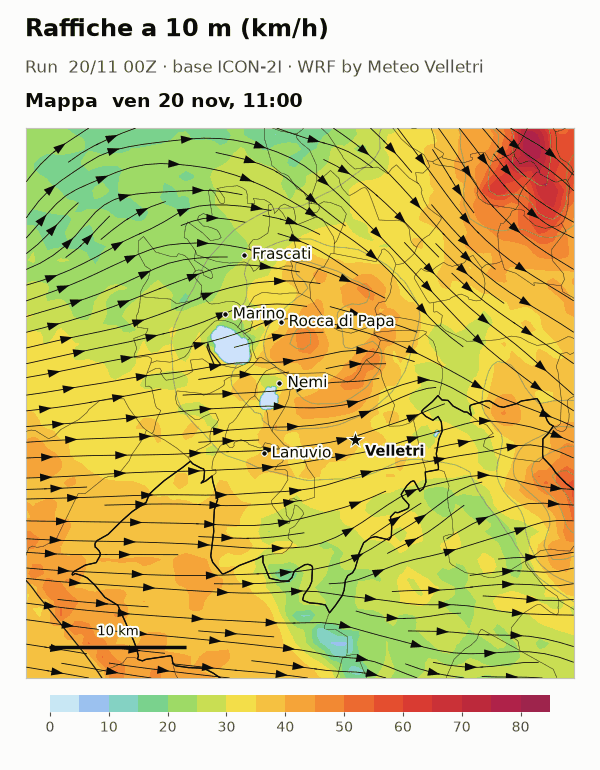 Raffiche a 10 m (km/h)
Run 20/11 00Z · base ICON-2I · WRF by Meteo Velletri
Mappa ven 20 nov, 11:00
Frascati
Marino
Rocca di Papa
Nemi
Velletri
Lanuvio
10 km
0 10 20 30 40 50 60 70 80